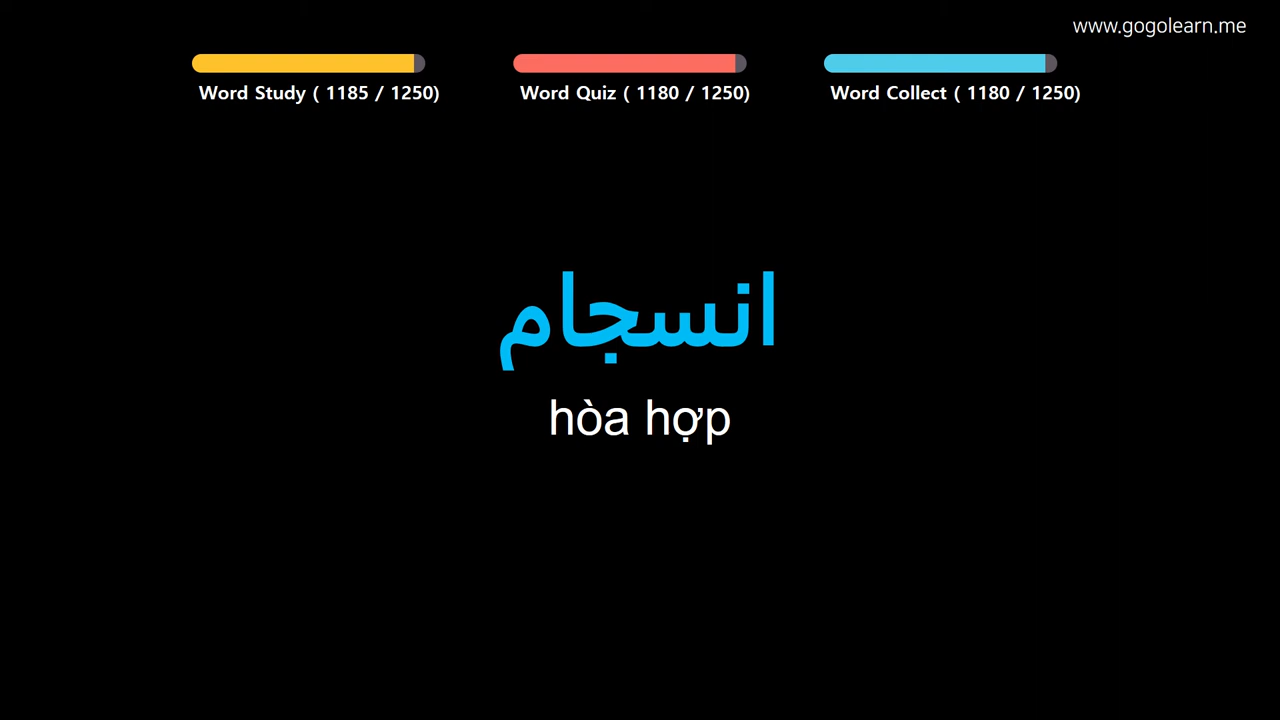 www.gogolearn.me
Word Study ( 1185 / 1250)
Word Quiz ( 1180 / 1250)
Word Collect ( 1180 / 1250)
انسجام
hòa hợp